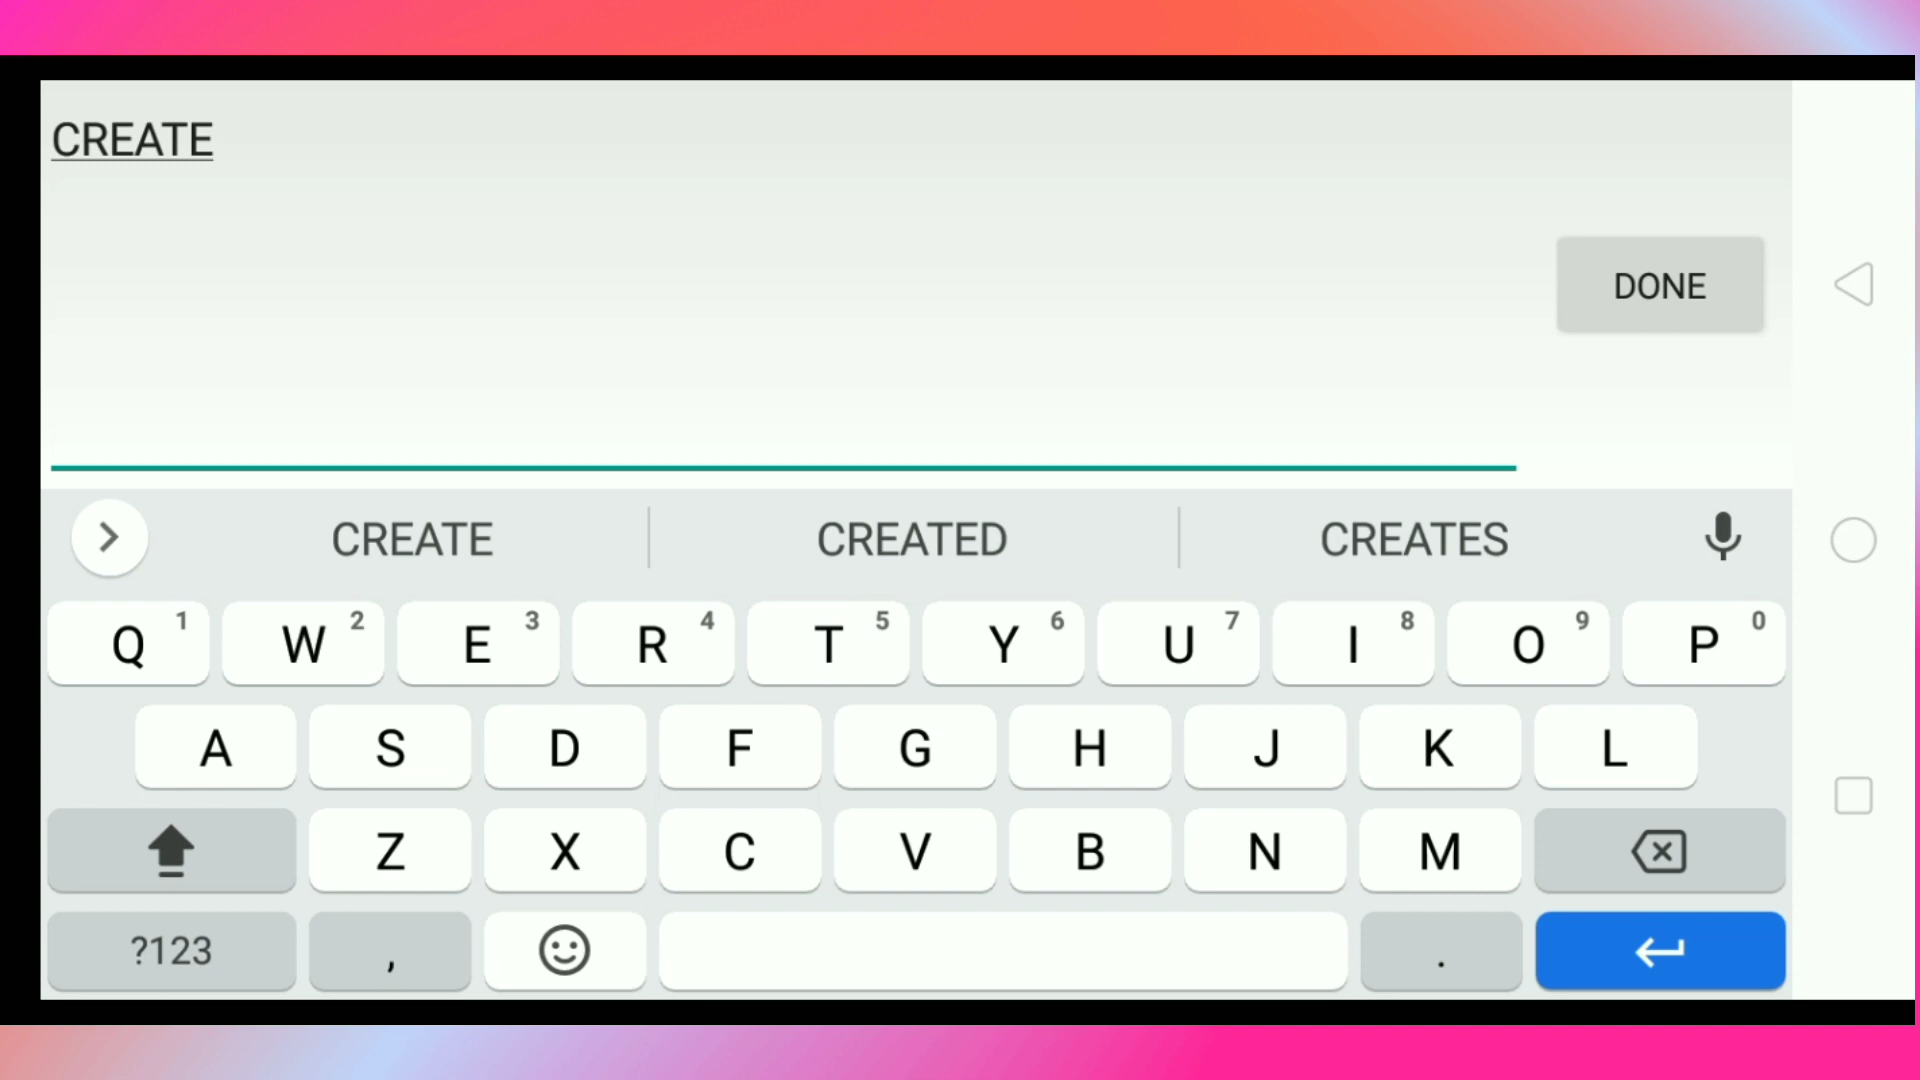 CREATE
DONE
CREATE CREATED CREATES
Q 1 W 2 E 3 R 4 T 5 Y 6 U 7 I 8 O 9 P 0
A S D F G H J K L
Z X C V B N M
?123 , .